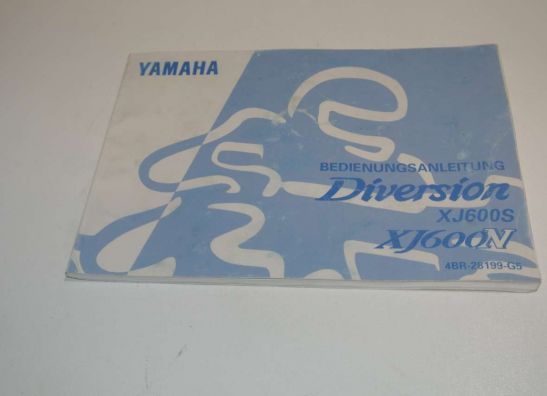 YAMAHA
BEDIENUNGSANLEITUNG
Diversion
XJ600S
XJ600N
4BR-28199-G5